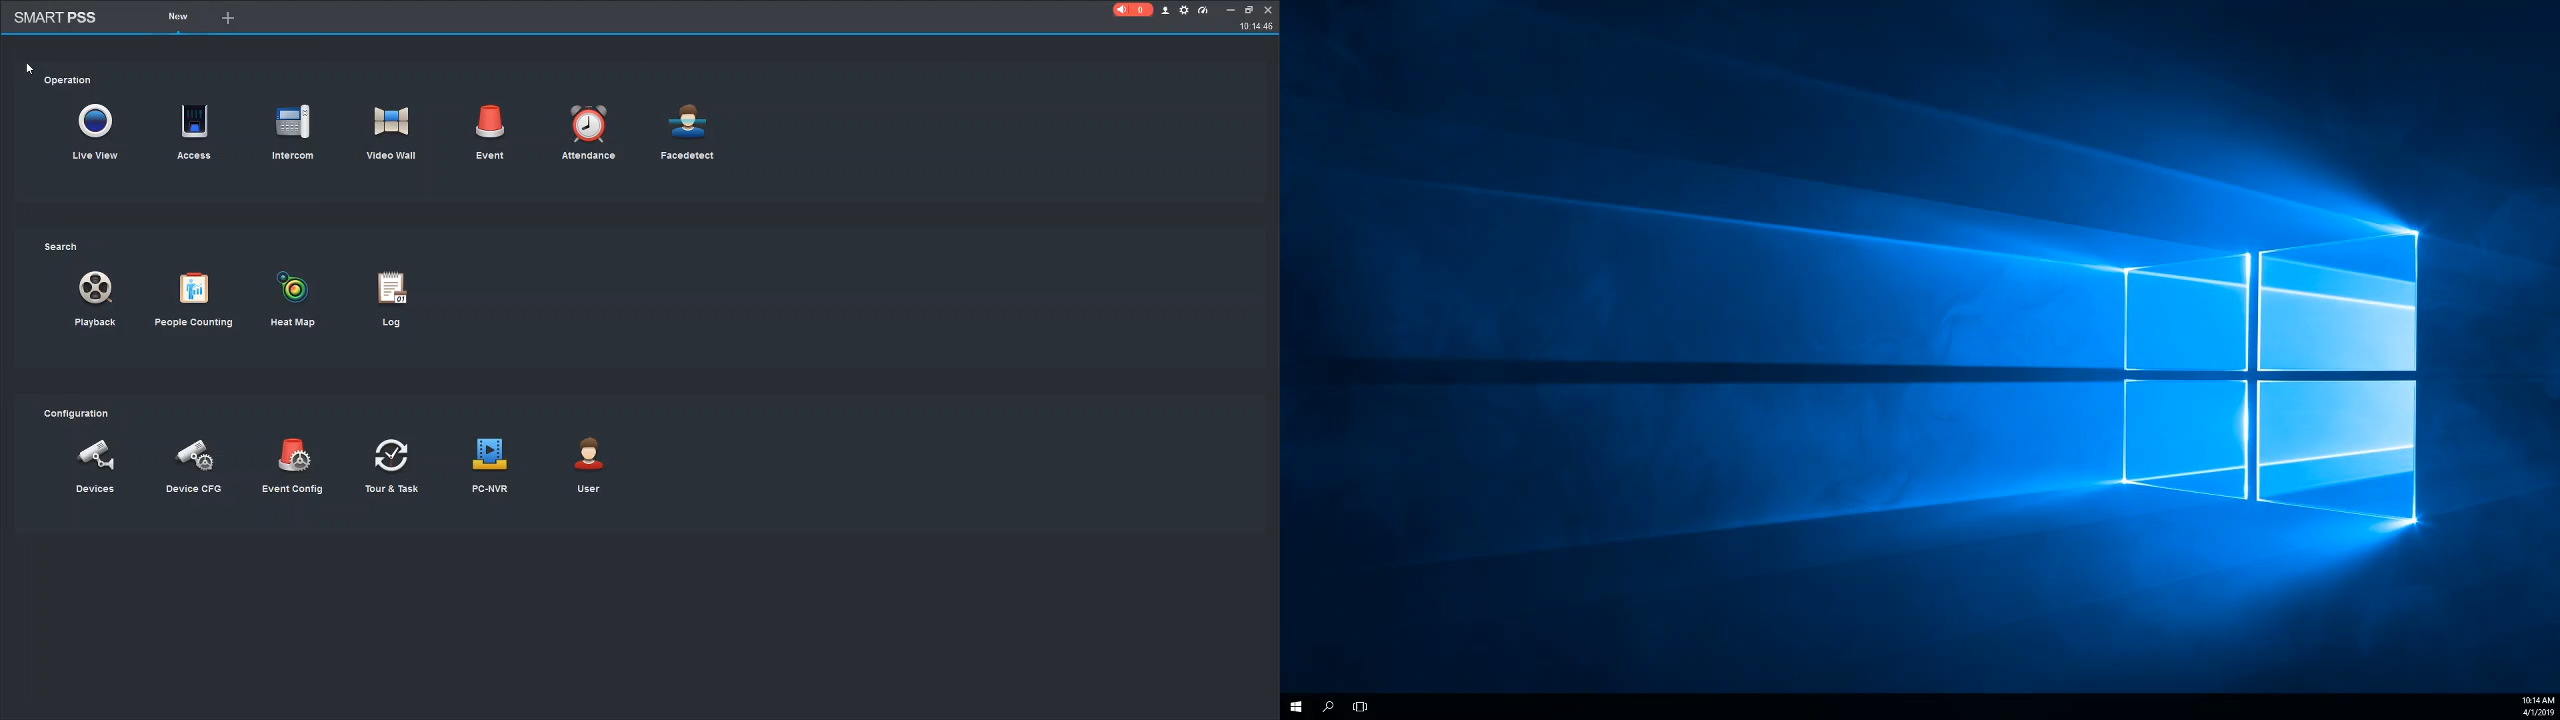 SMART PSS
New
0
10:14:46
Operation
Live View
Access
Intercom
Video Wall
Event
Attendance
Facedetect
Search
Playback
People Counting
Heat Map
Log
01
Configuration
Devices
Device CFG
Event Config
Tour & Task
PC-NVR
User
10:14 AM
4/1/2019